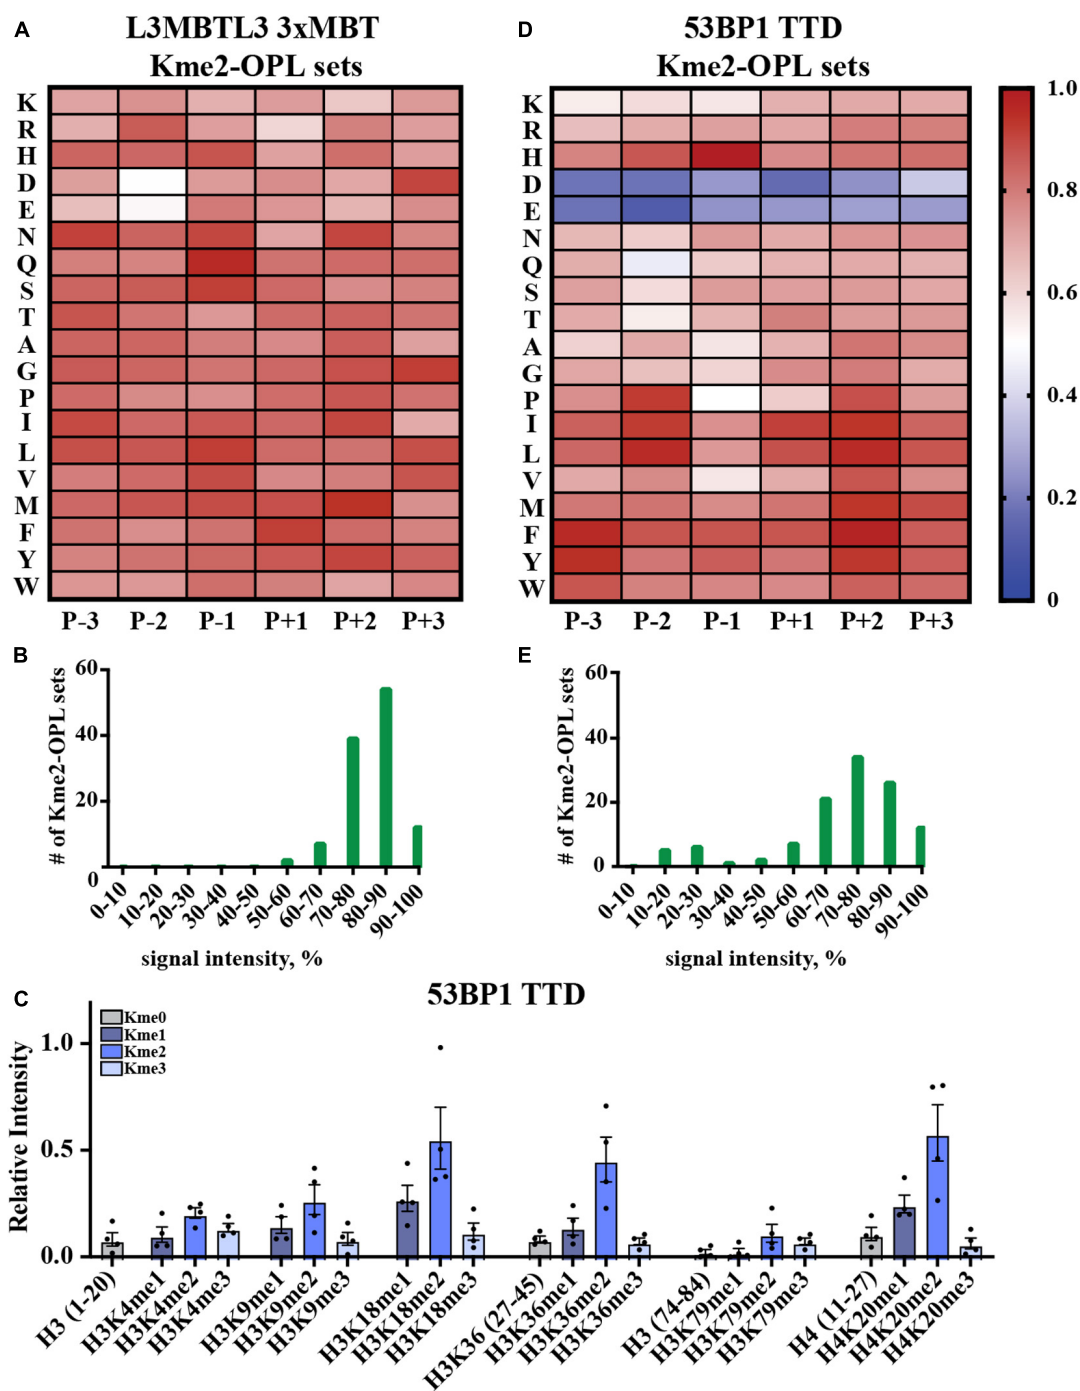 A
L3MBTL3 3xMBT
Kme2-OPL sets
K
R
H
D
E
N
Q
S
T
A
G
P
I
L
V
M
F
Y
W
P-3 P-2 P-1 P+1 P+2 P+3
D
53BP1 TTD
Kme2-OPL sets
K
R
H
D
E
N
Q
S
T
A
G
P
I
L
V
M
F
Y
W
P-3 P-2 P-1 P+1 P+2 P+3
1.0
0.8
0.6
0.4
0.2
0
B
# of Kme2-OPL sets
60
40
20
0
0-10 10-20 20-30 30-40 40-50 50-60 60-70 70-80 80-90 90-100
signal intensity, %
E
# of Kme2-OPL sets
60
40
20
0
0-10 10-20 20-30 30-40 40-50 50-60 60-70 70-80 80-90 90-100
signal intensity, %
C
53BP1 TTD
Relative Intensity
1.0
0.5
0.0
Kme0
Kme1
Kme2
Kme3
H3 (1-20) H3K4me1 H3K4me2 H3K4me3 H3K9me1 H3K9me2 H3K9me3 H3K18me1 H3K18me2 H3K18me3 H3K36 (27-45) H3K36me1 H3K36me2 H3K36me3 H3 (74-84) H3K79me1 H3K79me2 H3K79me3 H4 (11-27) H4K20me1 H4K20me2 H4K20me3